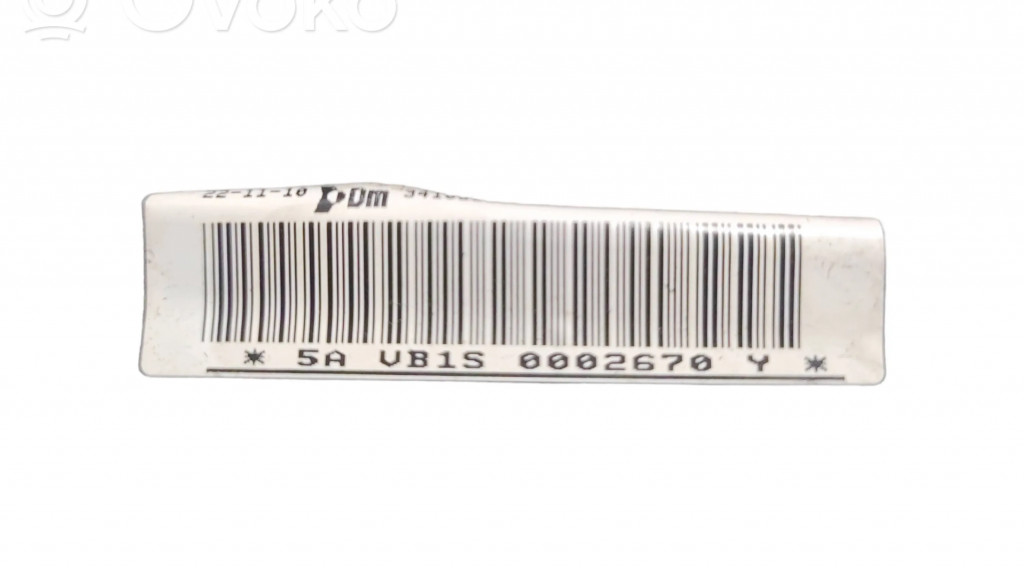 OVOKO
22-11-10 Dm
* 5A VB1S 0002670 Y *